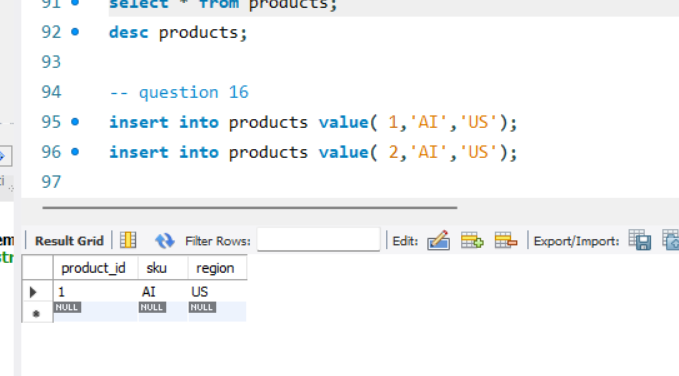 91 select * from products;
92 desc products;
93
94 -- question 16
95 insert into products value( 1,'AI','US');
96 insert into products value( 2,'AI','US');
97
Result Grid Filter Rows: Edit: Export/Import:
product_id sku region
1 AI US
NULL NULL NULL